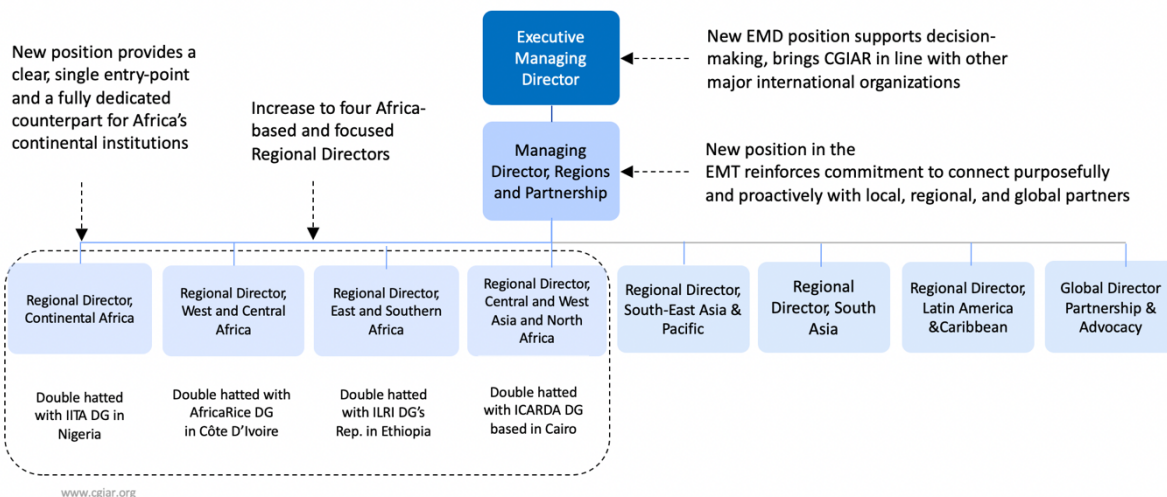 New position provides a
clear, single entry-point
and a fully dedicated
counterpart for Africa's
continental institutions
Increase to four Africa-
based and focused
Regional Directors
Executive
Managing
Director
New EMD position supports decision-
making, brings CGIAR in line with other
major international organizations
Managing
Director, Regions
and Partnership
New position in the
EMT reinforces commitment to connect purposefully
and proactively with local, regional, and global partners
Regional Director,
Continental Africa
Regional Director,
West and Central
Africa
Regional Director,
East and Southern
Africa
Regional Director,
Central and West
Asia and North
Africa
Regional Director,
South-East Asia &
Pacific
Regional
Director, South
Asia
Regional Director,
Latin America
&Caribbean
Global Director
Partnership &
Advocacy
Double hatted
with IITA DG in
Nigeria
Double hatted with
AfricaRice DG
in Côte D'Ivoire
Double hatted
with ILRI DG's
Rep. in Ethiopia
Double hatted
with ICARDA DG
based in Cairo
www.cgiar.org